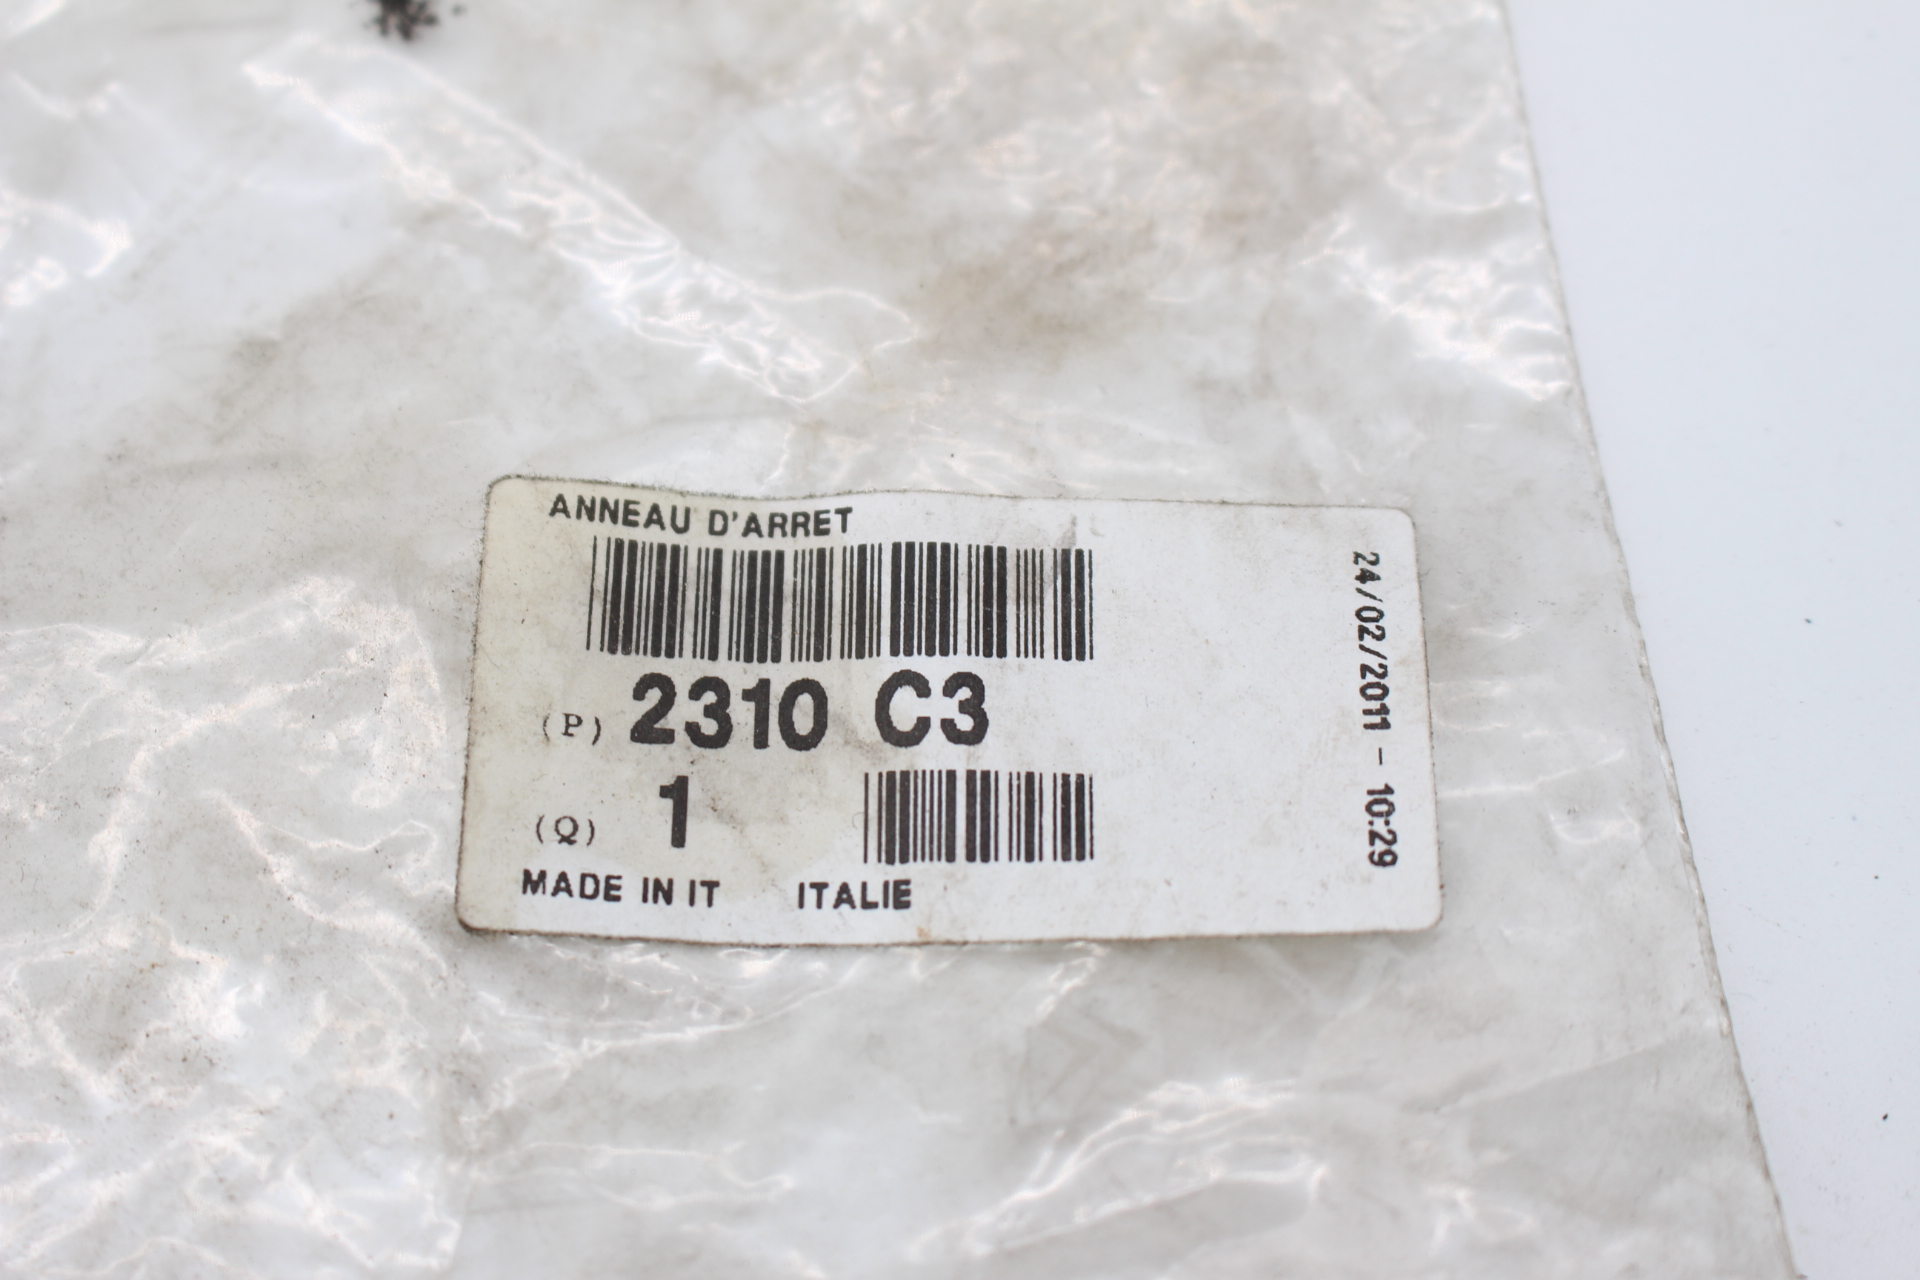 ANNEAU D'ARRET
(P) 2310 C3
(Q) 1
MADE IN IT ITALIE
24/02/2011 - 10:29